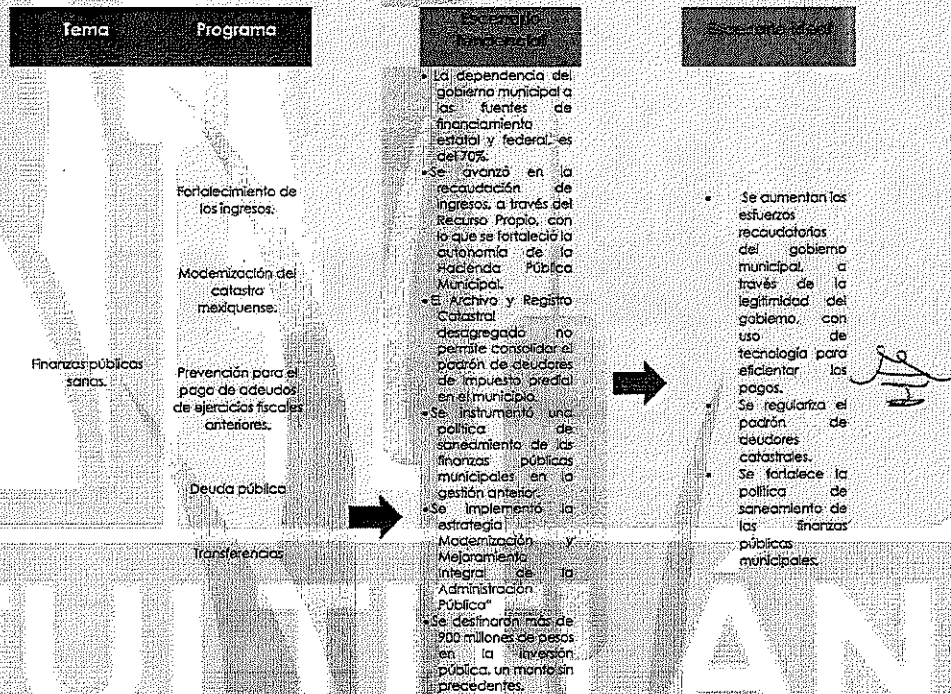 Tema
Programa
Escenario
tendencial
Escenario ideal
Finanzas públicas
sanas.
Fortalecimiento de
los ingresos.
Modernización del
catastro
mexiquense.
Prevención para el
pago de adeudos
de ejercicios fiscales
anteriores.
Deuda pública
Transferencias
• La dependencia del
gobierno municipal a
las fuentes de
financiamiento
estatal y federal, es
del 70%.
• Se avanzó en la
recaudación de
ingresos, a través del
Recurso Propio, con
lo que se fortaleció la
autonomía de la
Hacienda Pública
Municipal.
• El Archivo y Registro
Catastral
desagregado no
permite consolidar el
padrón de deudores
de impuesto predial
en el municipio.
• Se instrumentó una
política de
saneamiento de las
finanzas públicas
municipales en la
gestión anterior.
• Se implementó la
estrategia
Modernización y
Mejoramiento
Integral de la
Administración
Pública"
• Se destinaron más de
900 millones de pesos
en la inversión
pública, un monto sin
precedentes.
• Se aumentan los
esfuerzos
recaudatorios
del gobierno
municipal, a
través de la
legitimidad del
gobierno, con
uso de
tecnología para
eficientar los
pagos.
• Se regulariza el
padrón de
deudores
catastrales.
• Se fortalece la
política de
saneamiento de
las finanzas
públicas
municipales.